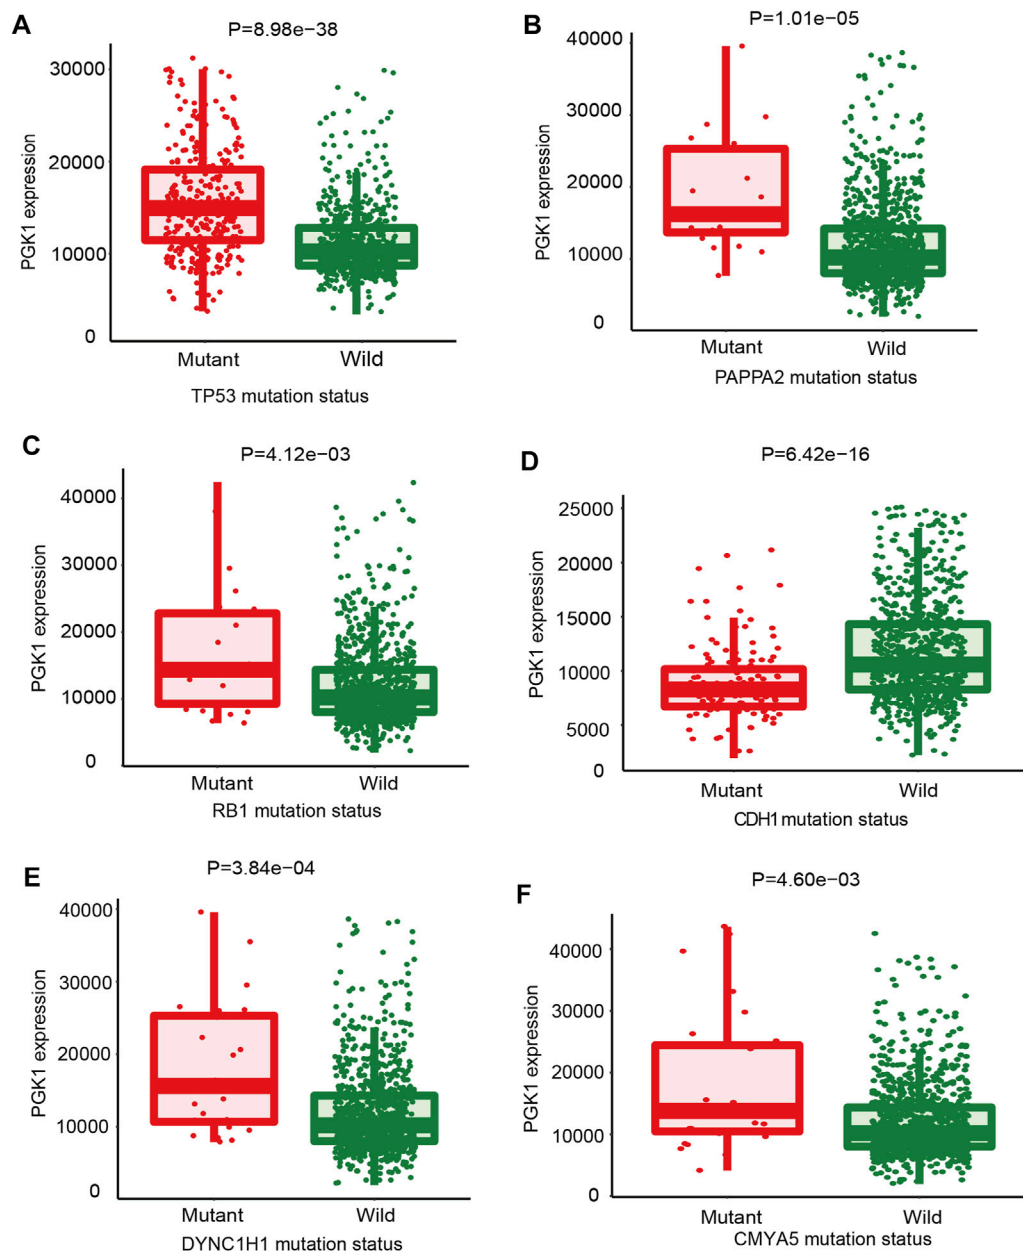 A
P=8.98e−38
PGK1 expression
30000
20000
10000
0
Mutant
Wild
TP53 mutation status
B
P=1.01e−05
PGK1 expression
40000
30000
20000
10000
0
Mutant
Wild
PAPPA2 mutation status
C
P=4.12e−03
PGK1 expression
40000
30000
20000
10000
0
Mutant
Wild
RB1 mutation status
D
P=6.42e−16
PGK1 expression
25000
20000
15000
10000
5000
0
Mutant
Wild
CDH1 mutation status
E
P=3.84e−04
PGK1 expression
40000
30000
20000
10000
0
Mutant
Wild
DYNC1H1 mutation status
F
P=4.60e−03
PGK1 expression
40000
30000
20000
10000
0
Mutant
Wild
CMYA5 mutation status